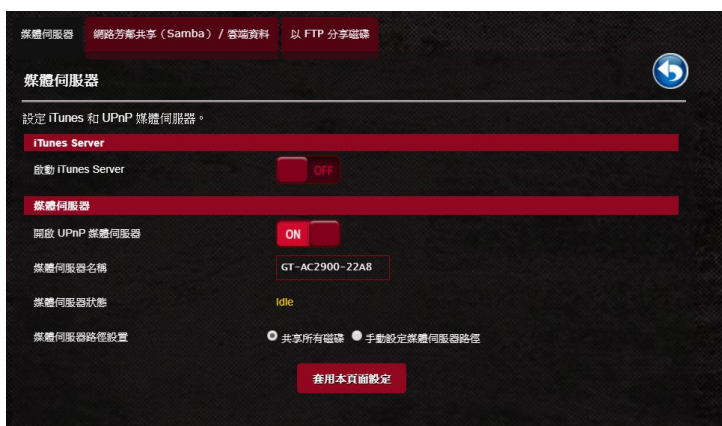 媒體伺服器 網路芳鄰共享（Samba）/ 雲端資料 以 FTP 分享磁碟
媒體伺服器
設定 iTunes 和 UPnP 媒體伺服器。
iTunes Server
啟動 iTunes Server OFF
媒體伺服器
開啟 UPnP 媒體伺服器 ON
媒體伺服器名稱 GT-AC2900-22A8
媒體伺服器狀態 Idle
媒體伺服器路徑設置 共享所有磁碟 手動設定媒體伺服器路徑
套用本頁面設定